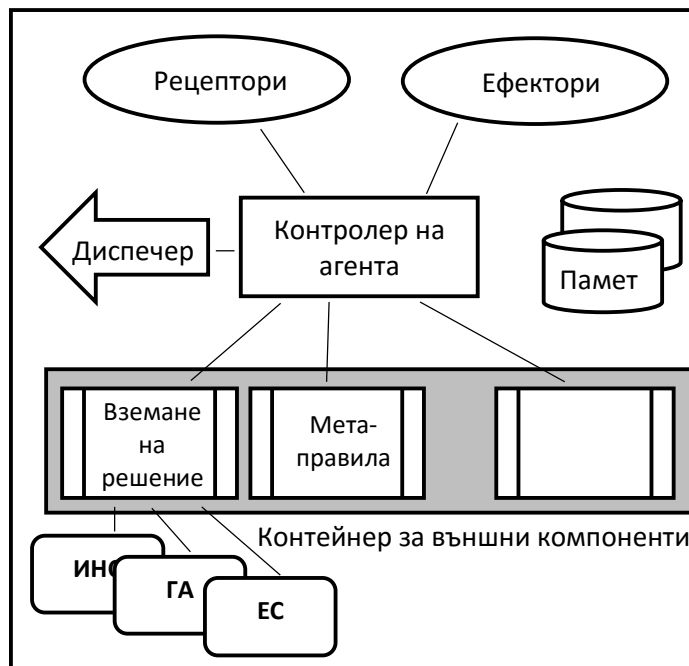 Рецептори
Ефектори
Диспечер
Контролер на
агента
Памет
Вземане
на
решение
Мета-
правила
Контейнер за външни компоненти
ГА
ЕС